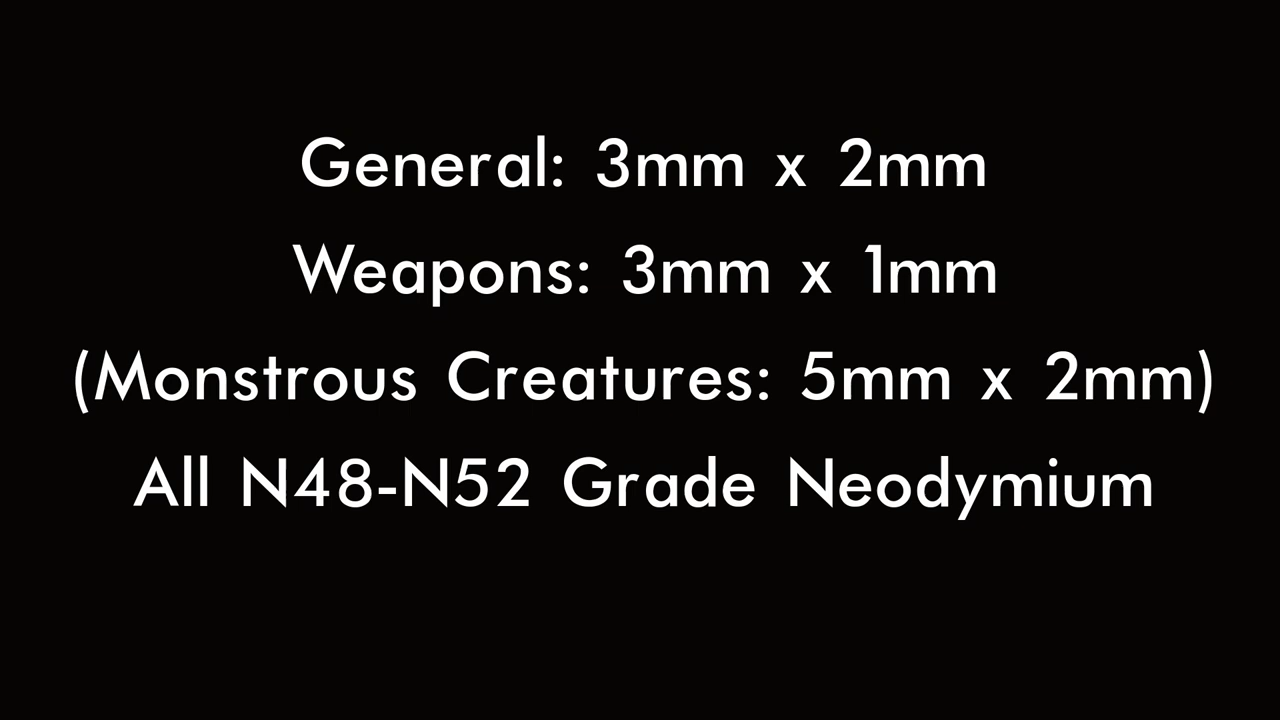 General: 3mm x 2mm
Weapons: 3mm x 1mm
(Monstrous Creatures: 5mm x 2mm)
All N48-N52 Grade Neodymium